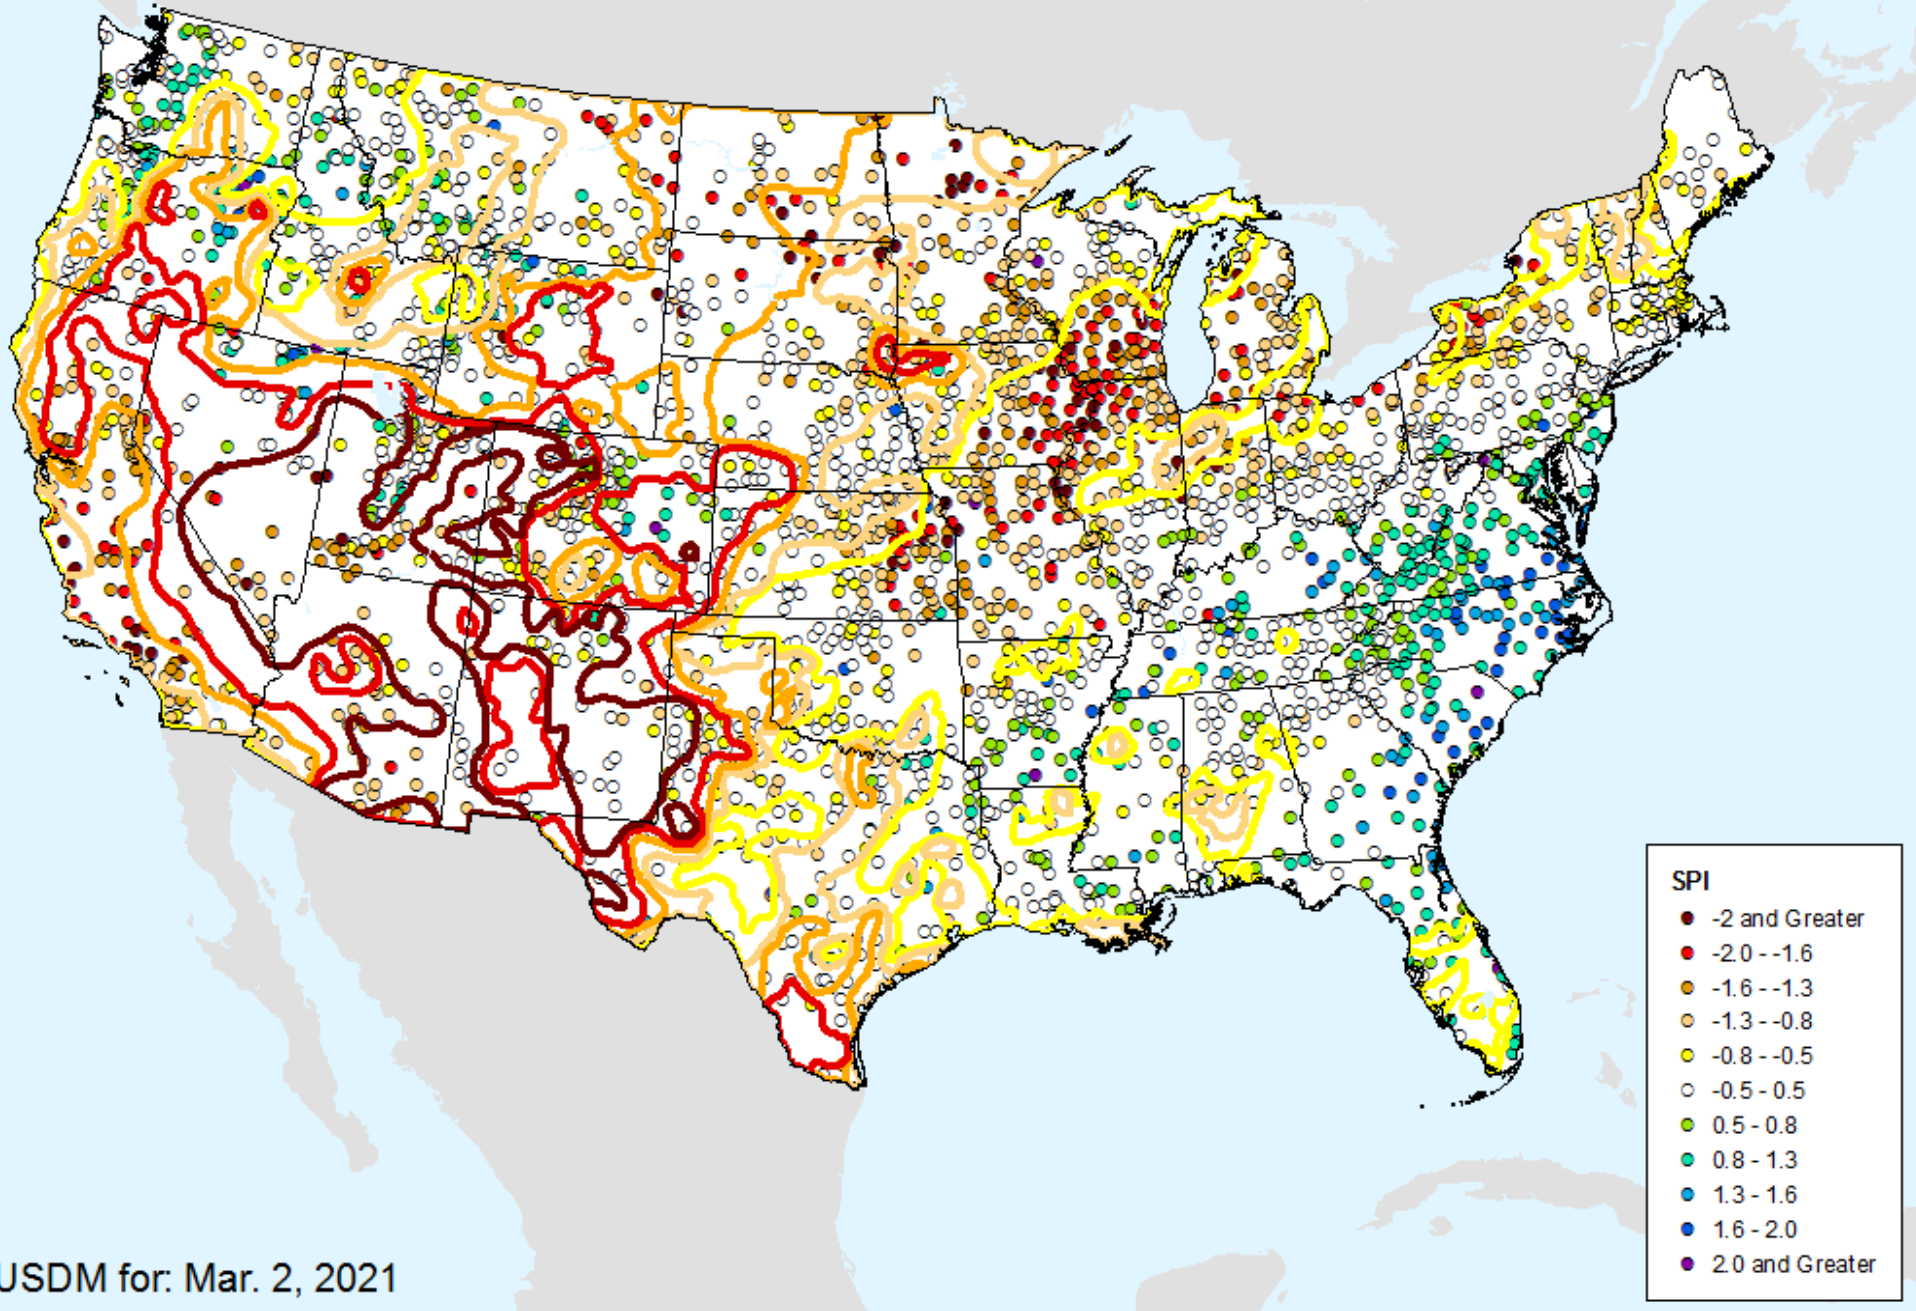 SPI
-2 and Greater
-2.0 - -1.6
-1.6 - -1.3
-1.3 - -0.8
-0.8 - -0.5
-0.5 - 0.5
0.5 - 0.8
0.8 - 1.3
1.3 - 1.6
1.6 - 2.0
2.0 and Greater
USDM for: Mar. 2, 2021